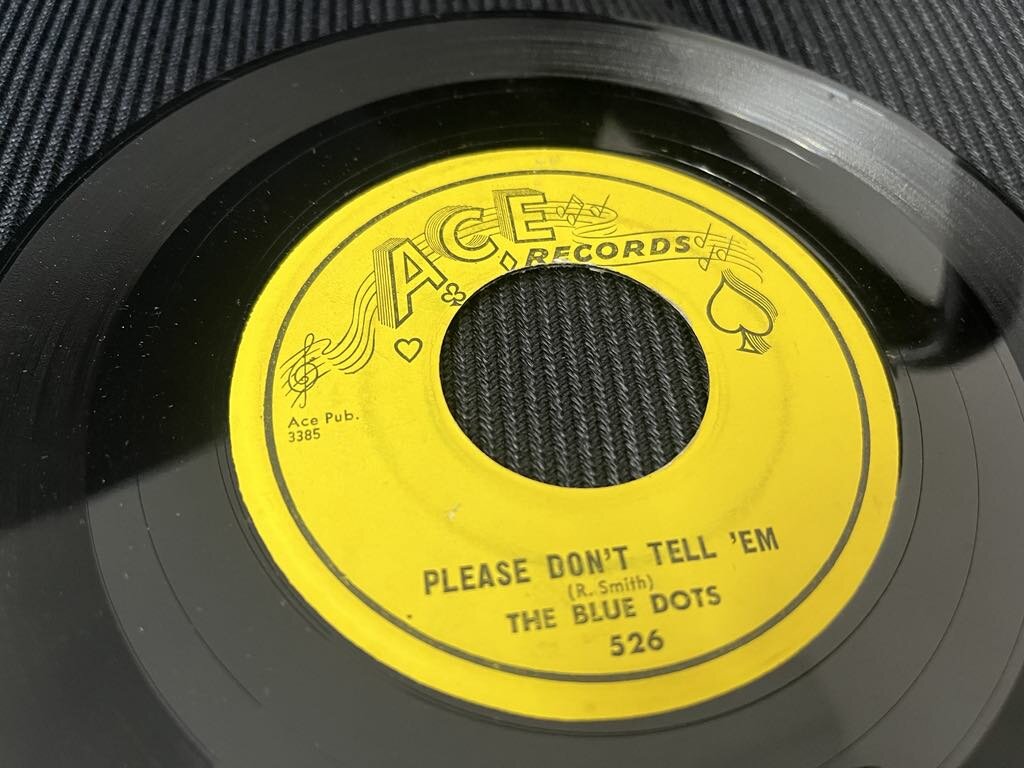 ACE
RECORDS
Ace Pub.
3385
PLEASE DON'T TELL 'EM
(R. Smith)
THE BLUE DOTS
526